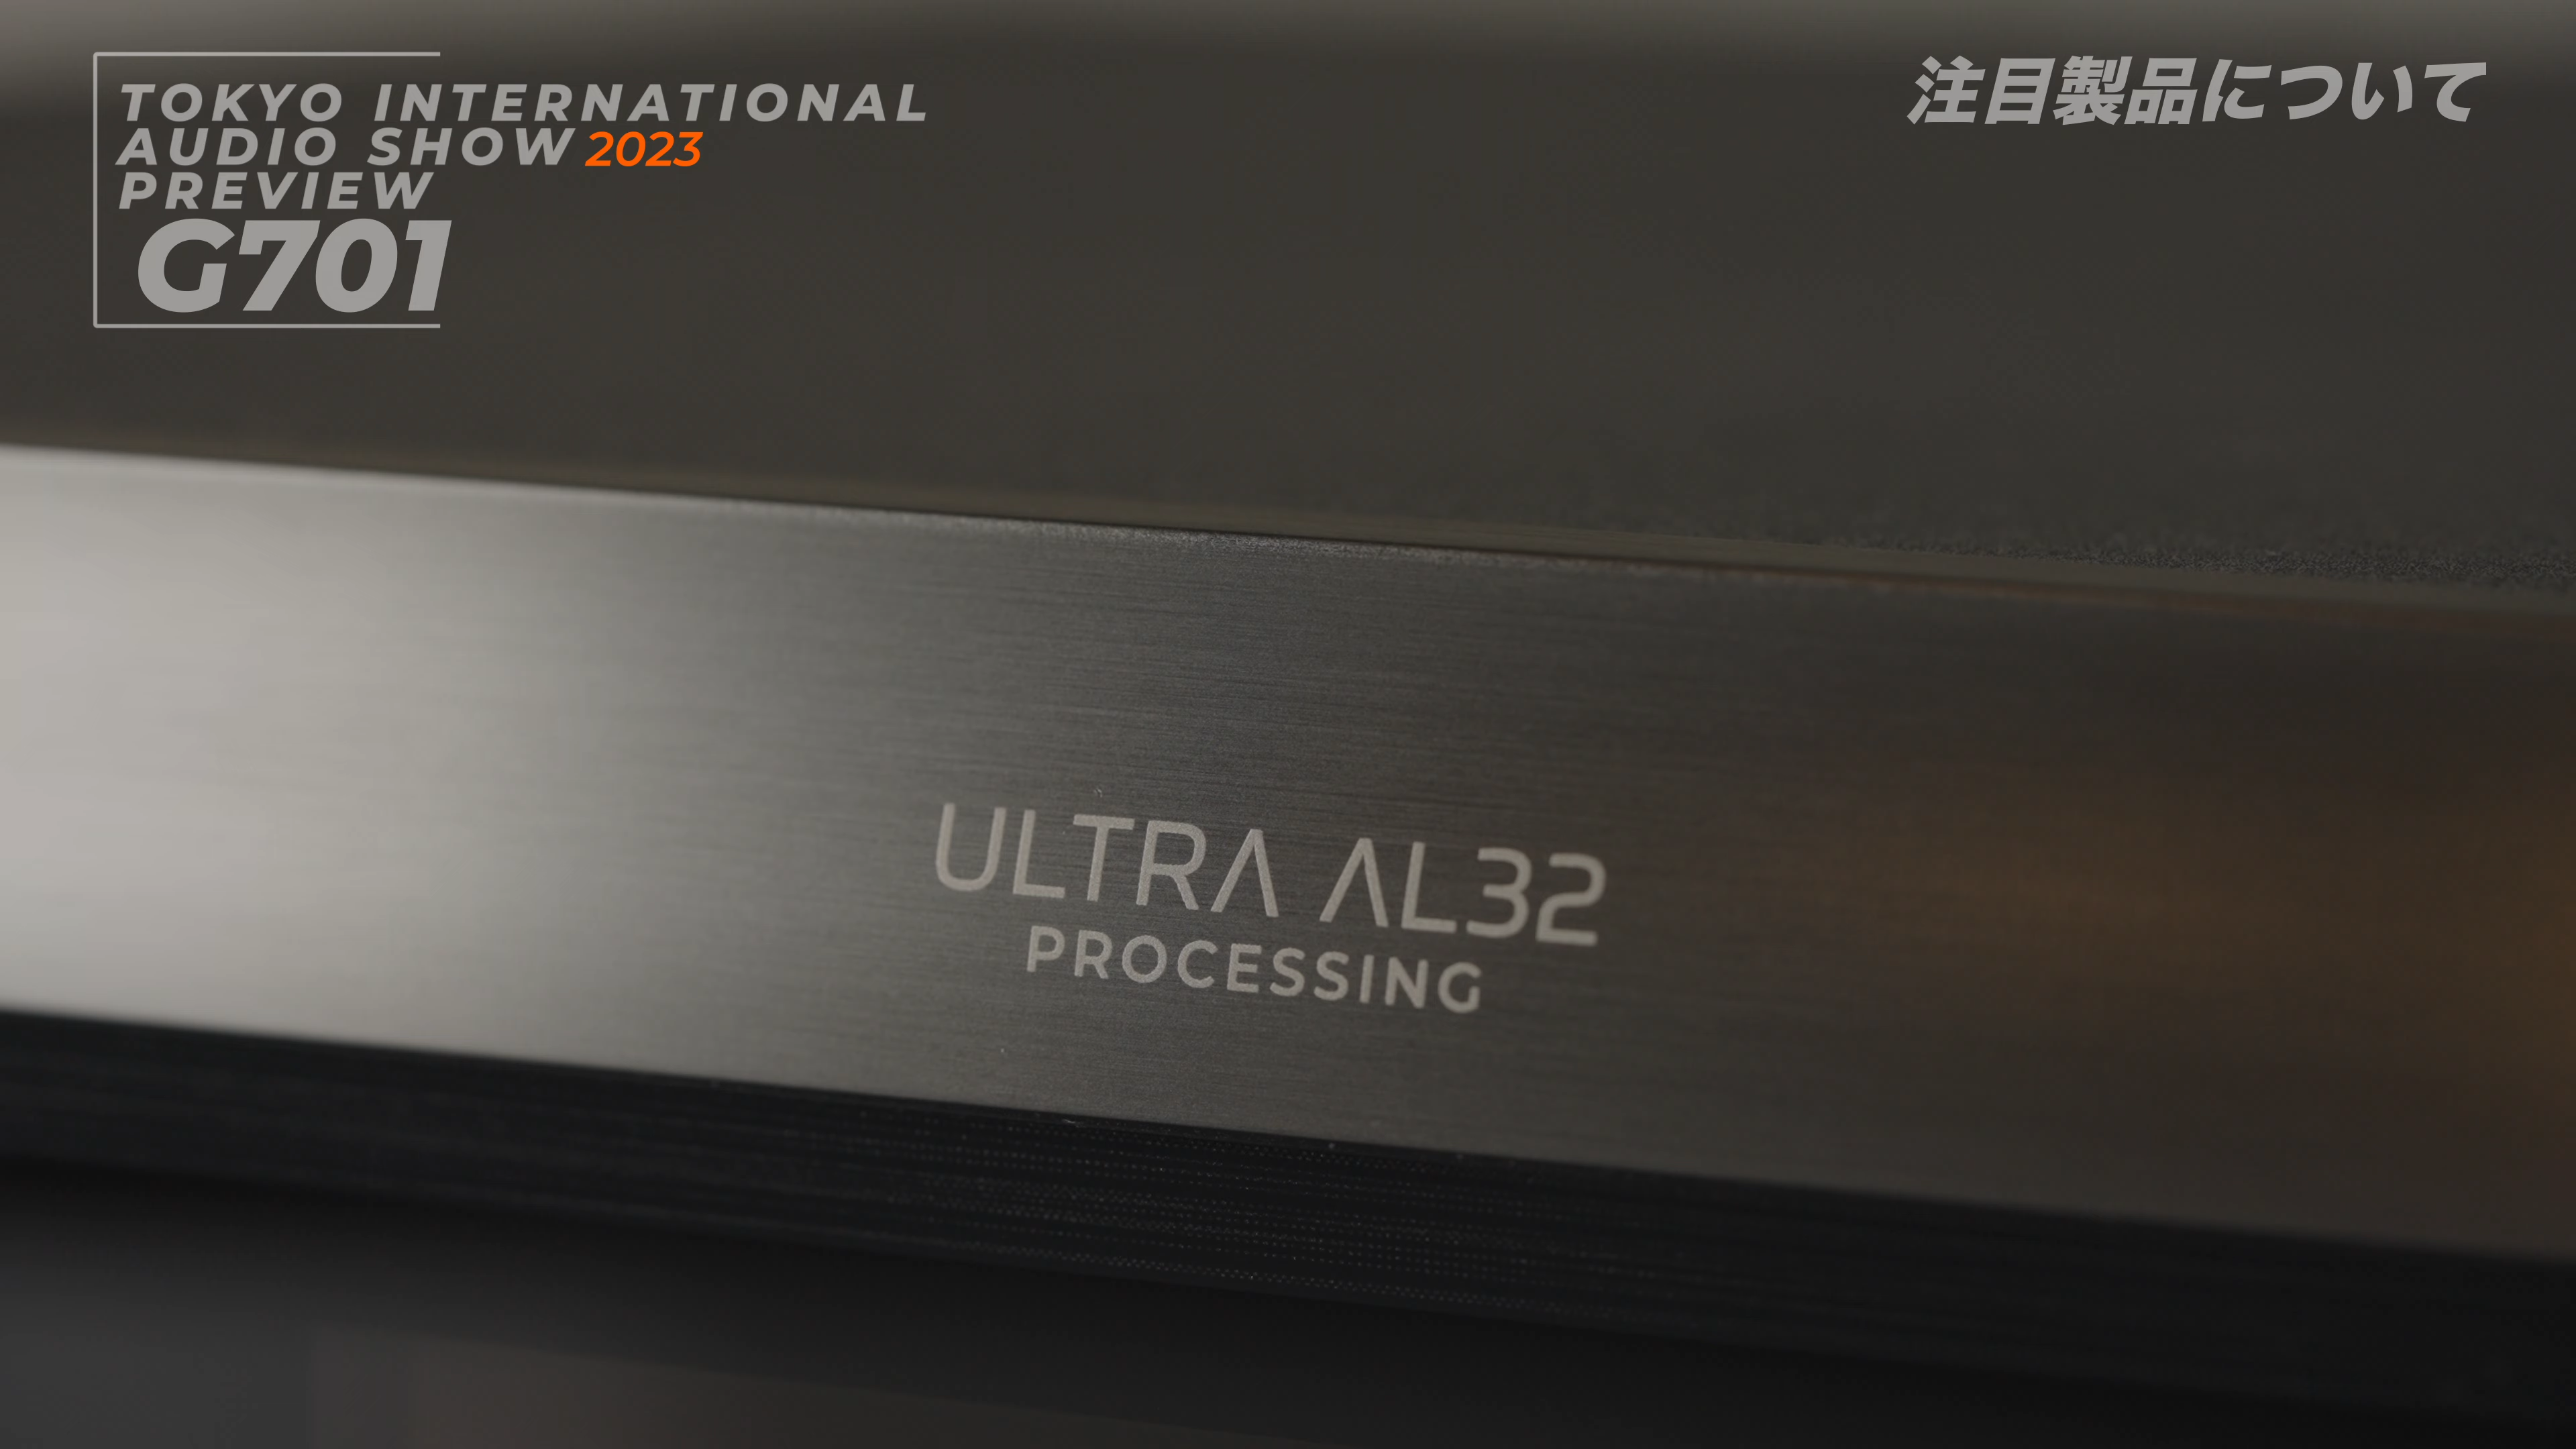 TOKYO INTERNATIONAL
AUDIO SHOW 2023
PREVIEW
G701
注目製品について
ULTRA AL32
PROCESSING